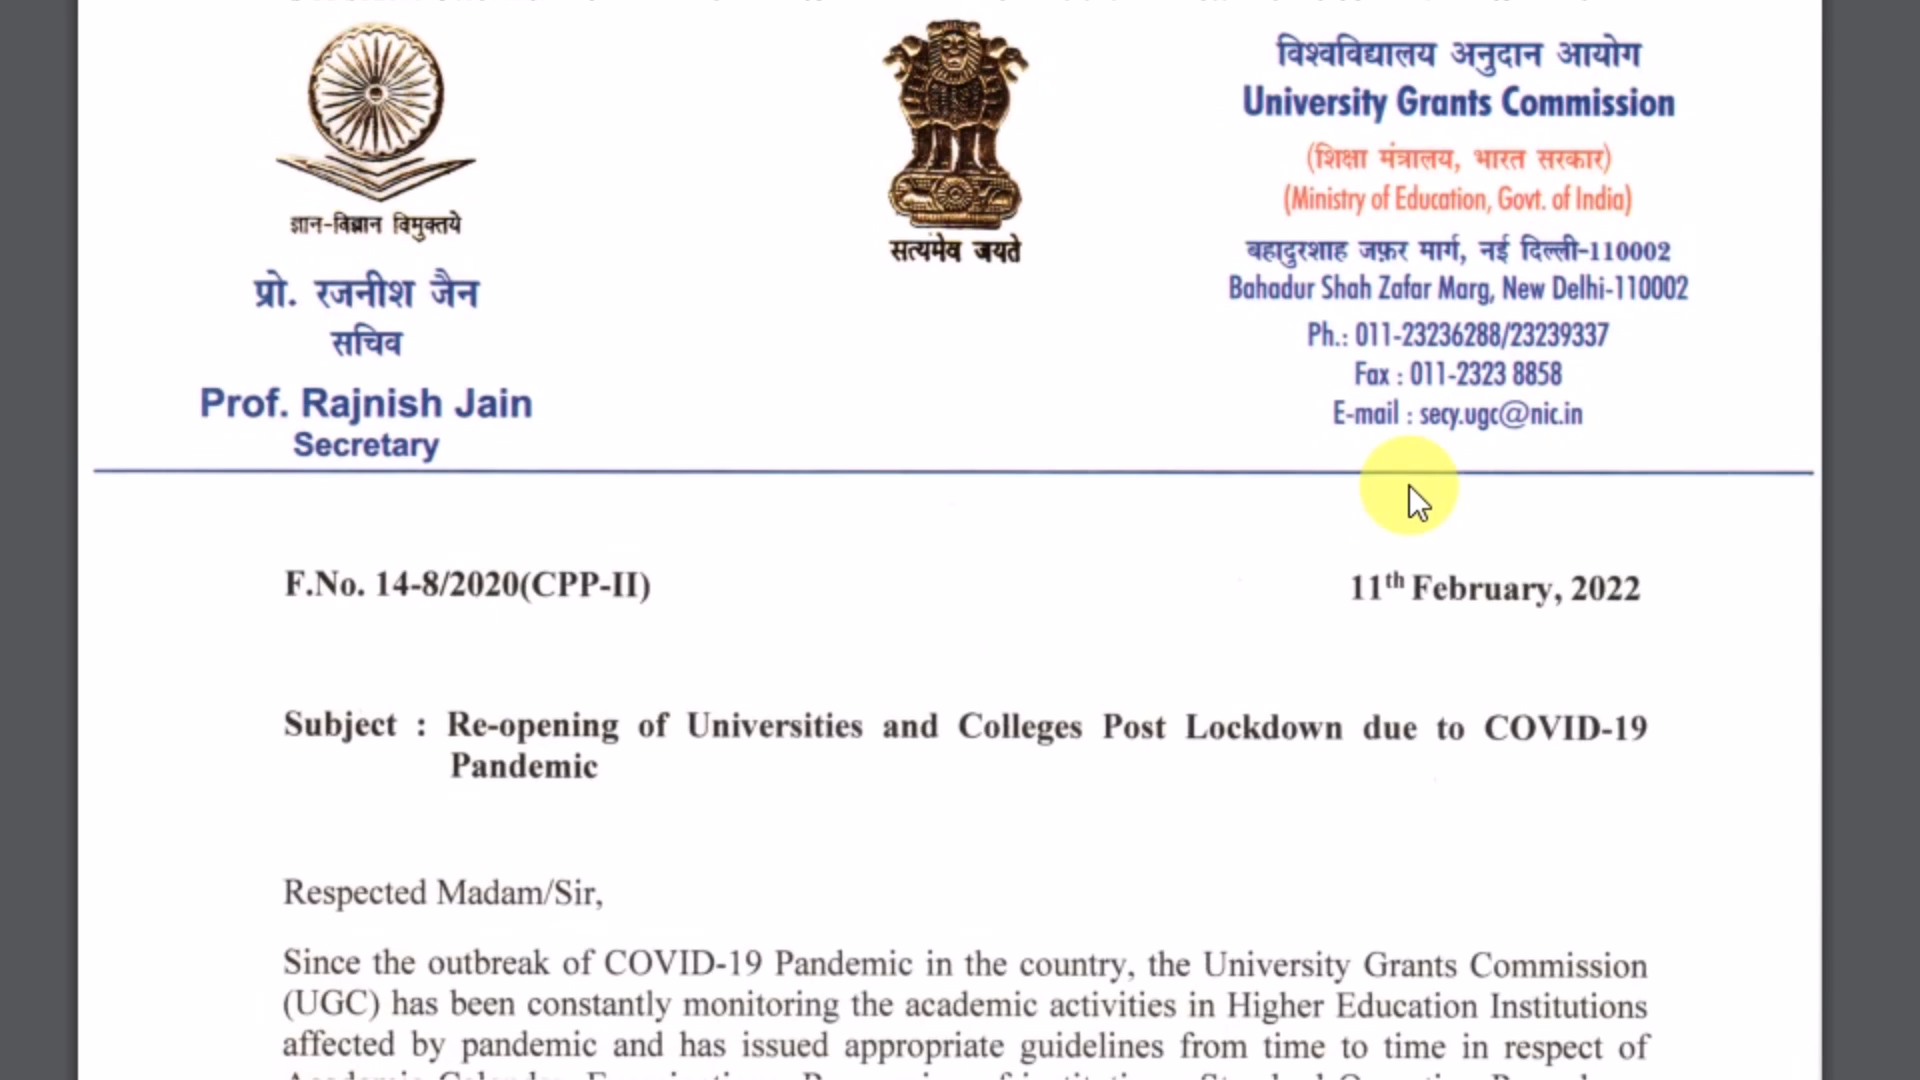 ज्ञान-विज्ञान विमुक्तये
प्रो. रजनीश जैन
सचिव
Prof. Rajnish Jain
Secretary
सत्यमेव जयते
विश्वविद्यालय अनुदान आयोग
University Grants Commission
(शिक्षा मंत्रालय, भारत सरकार)
(Ministry of Education, Govt. of India)
बहादुरशाह जफ़र मार्ग, नई दिल्ली-110002
Bahadur Shah Zafar Marg, New Delhi-110002
Ph.: 011-23236288/23239337
Fax : 011-2323 8858
E-mail : secy.ugc@nic.in
F.No. 14-8/2020(CPP-II)
11th February, 2022
Subject : Re-opening of Universities and Colleges Post Lockdown due to COVID-19
Pandemic
Respected Madam/Sir,
Since the outbreak of COVID-19 Pandemic in the country, the University Grants Commission
(UGC) has been constantly monitoring the academic activities in Higher Education Institutions
affected by pandemic and has issued appropriate guidelines from time to time in respect of